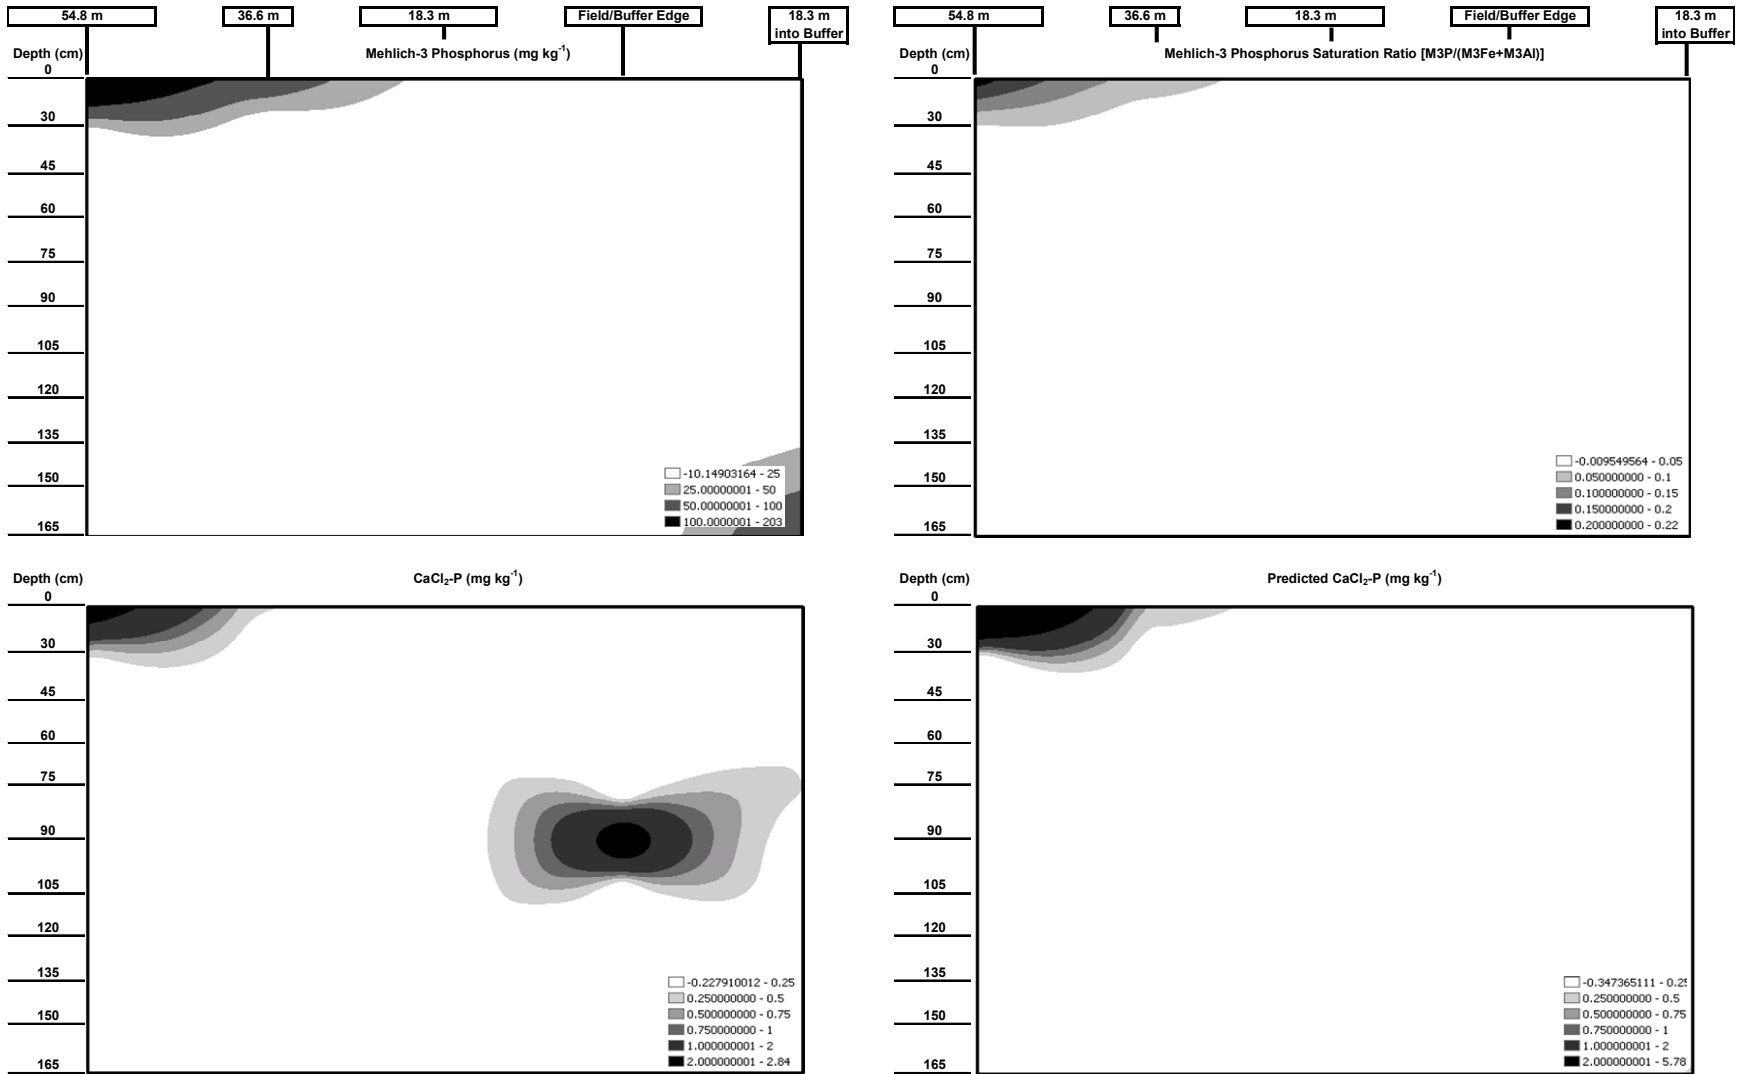 54.8 m
36.6 m
18.3 m
Field/Buffer Edge
18.3 m
into Buffer
Depth (cm)
Mehlich-3 Phosphorus (mg kg-1)
0
30
45
60
75
90
105
120
135
150
165
-10.14903164 - 25
25.00000001 - 50
50.00000001 - 100
100.0000001 - 203
54.8 m
36.6 m
18.3 m
Field/Buffer Edge
18.3 m
into Buffer
Depth (cm)
Mehlich-3 Phosphorus Saturation Ratio [M3P/(M3Fe+M3Al)]
0
30
45
60
75
90
105
120
135
150
165
-0.009549564 - 0.05
0.050000000 - 0.1
0.100000000 - 0.15
0.150000000 - 0.2
0.200000000 - 0.22
Depth (cm)
CaCl2-P (mg kg-1)
0
30
45
60
75
90
105
120
135
150
165
-0.227910012 - 0.25
0.250000000 - 0.5
0.500000000 - 0.75
0.750000000 - 1
1.000000001 - 2
2.000000001 - 2.84
Depth (cm)
Predicted CaCl2-P (mg kg-1)
0
30
45
60
75
90
105
120
135
150
165
-0.347365111 - 0.25
0.250000000 - 0.5
0.500000000 - 0.75
0.750000000 - 1
1.000000001 - 2
2.000000001 - 5.78